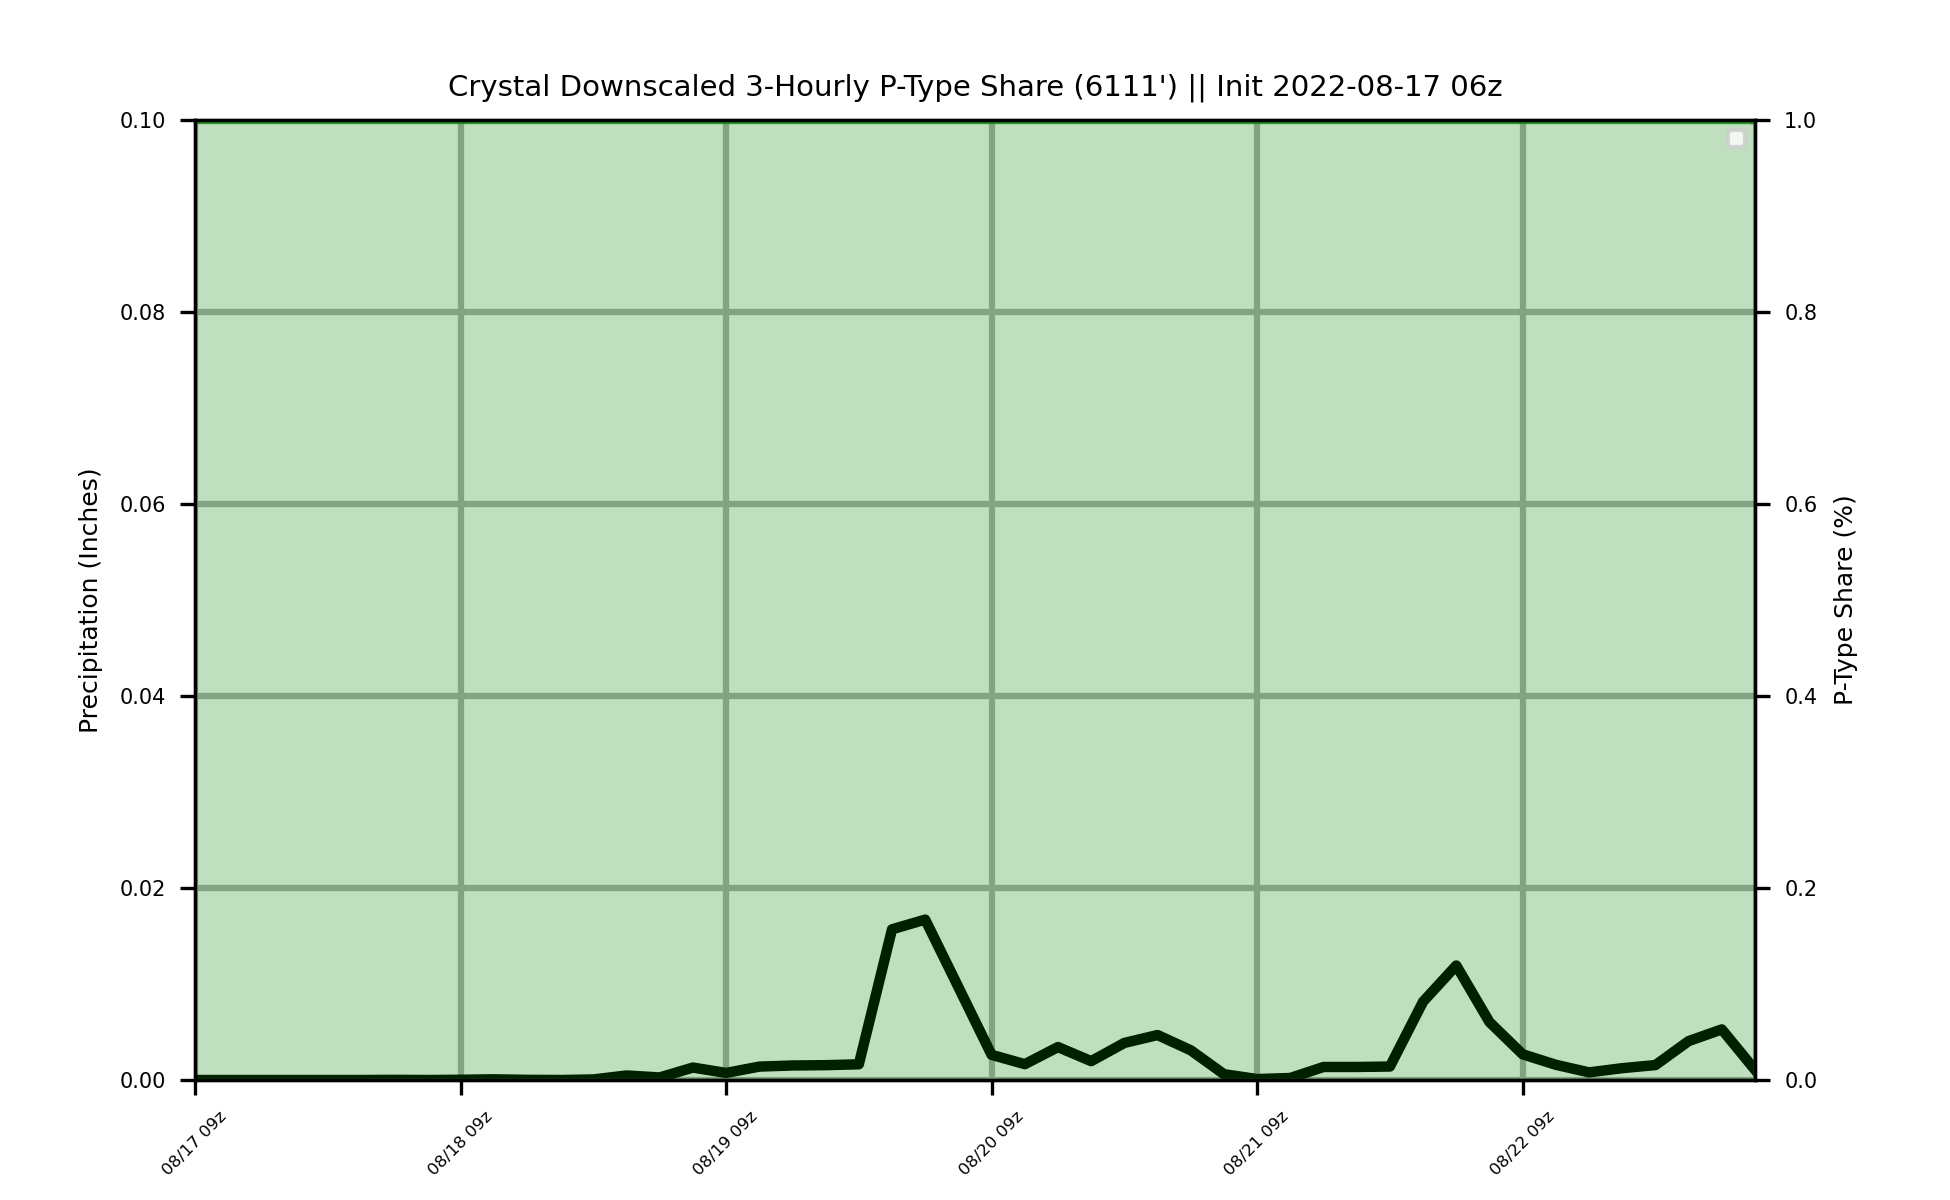 Crystal Downscaled 3-Hourly P-Type Share (6111') || Init 2022-08-17 06z
0.10
0.08
0.06
0.04
0.02
0.00
Precipitation (Inches)
1.0
0.8
0.6
0.4
0.2
0.0
P-Type Share (%)
08/17 09z
08/18 09z
08/19 09z
08/20 09z
08/21 09z
08/22 09z